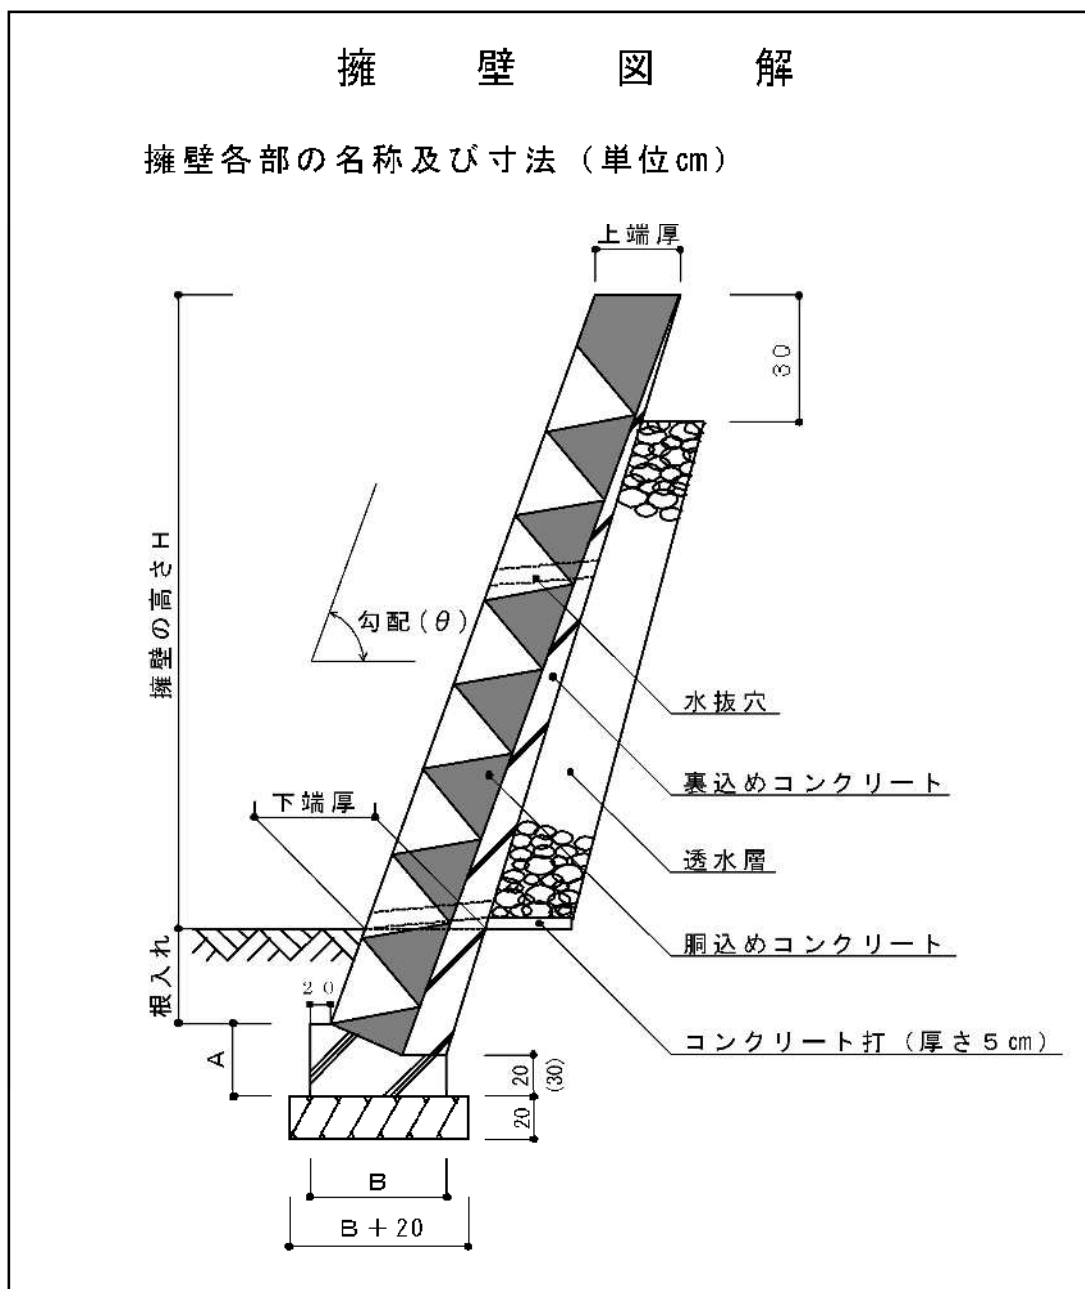 擁壁図解
擁壁各部の名称及び寸法（単位㎝）
上端厚
30
擁壁の高さH
勾配(θ)
水抜穴
裏込めコンクリート
下端厚
透水層
胴込めコンクリート
根入れ
20
コンクリート打（厚さ5㎝）
A
20
(30)
20
B
B＋20